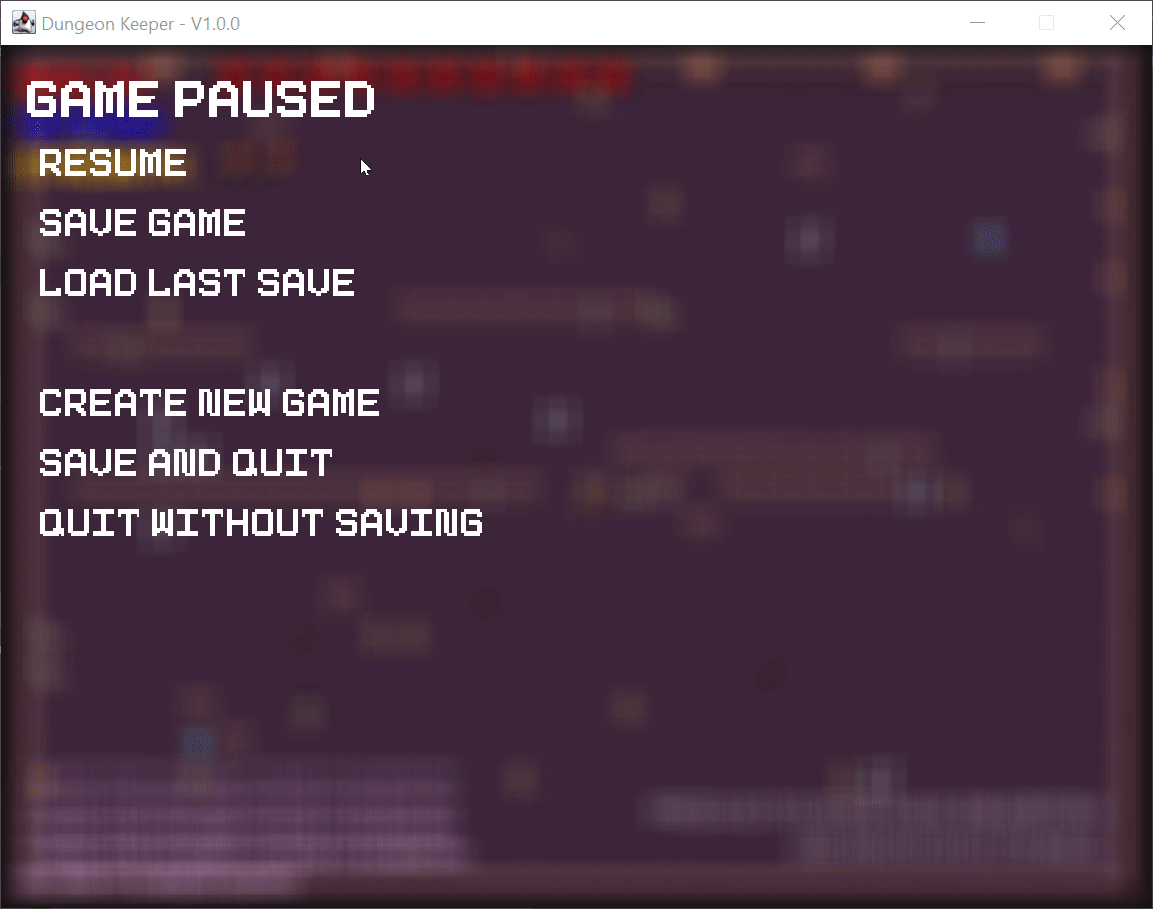 Dungeon Keeper - V1.0.0
GAME PAUSED
RESUME
SAVE GAME
LOAD LAST SAVE
CREATE NEW GAME
SAVE AND QUIT
QUIT WITHOUT SAVING